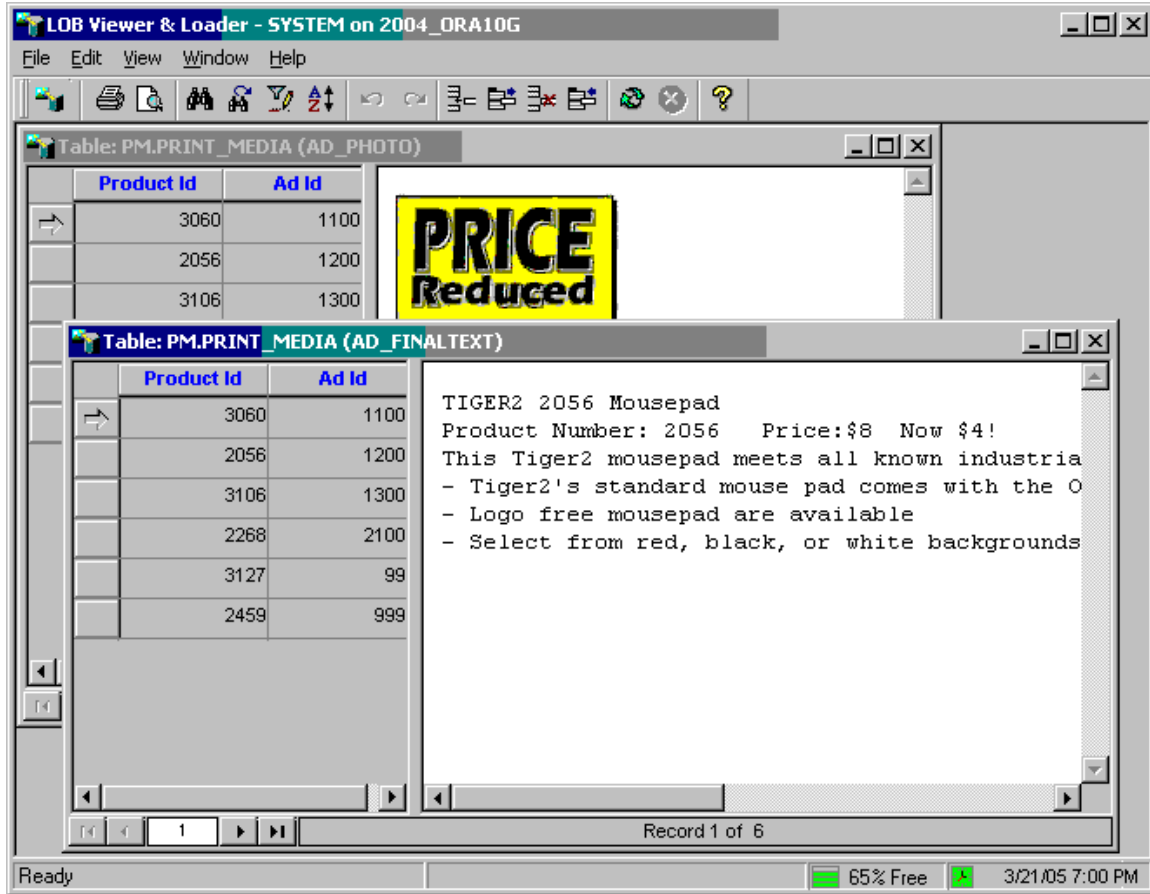 LOB Viewer & Loader - SYSTEM on 2004_ORA10G
File Edit View Window Help
Table: PM.PRINT_MEDIA (AD_PHOTO)
Product Id Ad Id
3060 1100
2056 1200
3106 1300
PRICE
Reduced
Table: PM.PRINT_MEDIA (AD_FINALTEXT)
Product Id Ad Id
3060 1100
2056 1200
3106 1300
2268 2100
3127 99
2459 999
TIGER2 2056 Mousepad
Product Number: 2056 Price:$8 Now $4!
This Tiger2 mousepad meets all known industria
- Tiger2's standard mouse pad comes with the O
- Logo free mousepad are available
- Select from red, black, or white backgrounds
1 Record 1 of 6
Ready 65% Free 3/21/05 7:00 PM